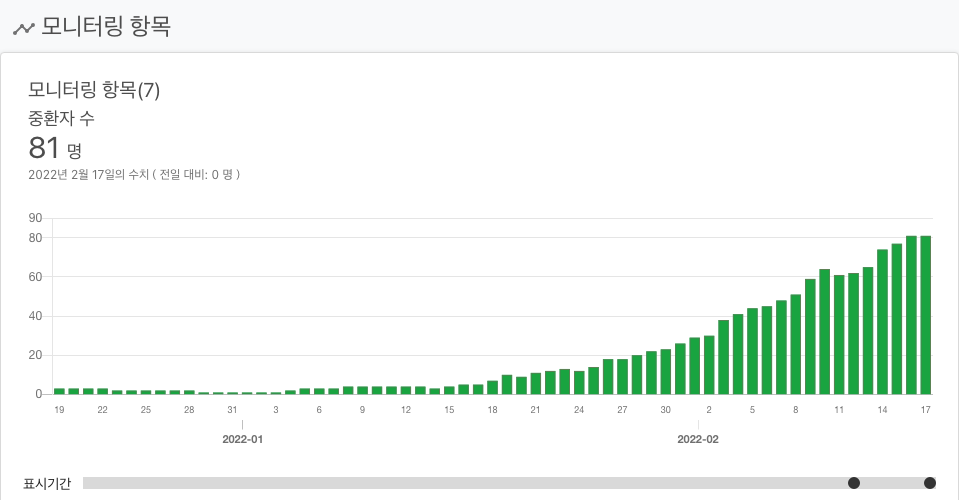 모니터링 항목
모니터링 항목(7)
중환자 수
81 명
2022년 2월 17일의 수치 ( 전일 대비: 0 명 )
90
80
60
40
20
0
19 22 25 28 31 3 6 9 12 15 18 21 24 27 30 2 5 8 11 14 17
2022-01 2022-02
표시기간